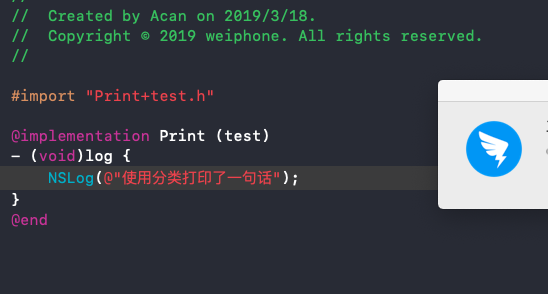 //
//  Created by Acan on 2019/3/18.
//  Copyright © 2019 weiphone. All rights reserved.
//
#import "Print+test.h"
@implementation Print (test)
- (void)log {
    NSLog(@"使用分类打印了一句话");
}
@end